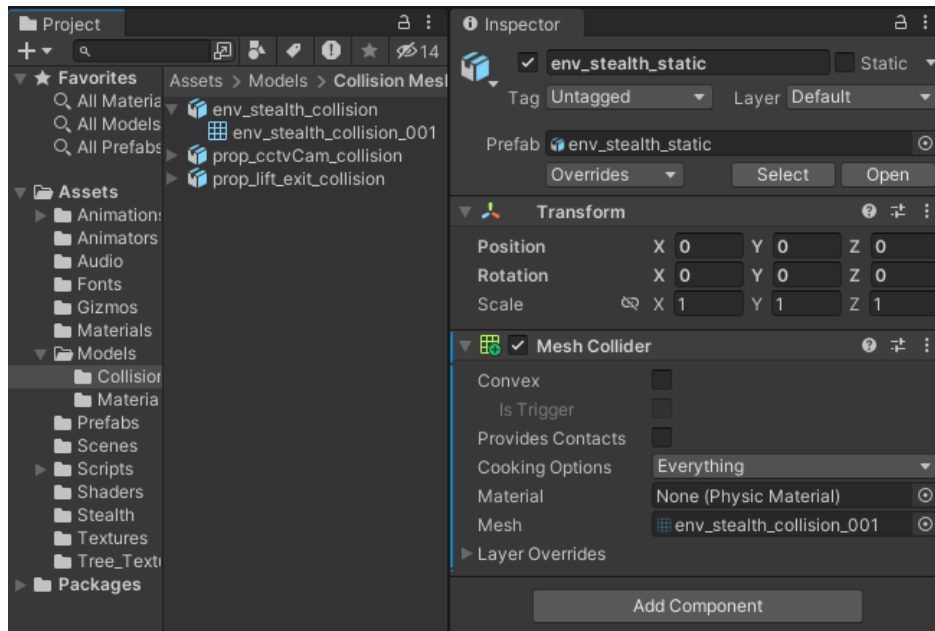 Project
14
Favorites
All Materia
All Models
All Prefabs
Assets
Animation
Animators
Audio
Fonts
Gizmos
Materials
Models
Collision
Materia
Prefabs
Scenes
Scripts
Shaders
Stealth
Textures
Tree_Text
Packages
Assets > Models > Collision Mesl
env_stealth_collision
env_stealth_collision_001
prop_cctvCam_collision
prop_lift_exit_collision
Inspector
env_stealth_static Static
Tag Untagged Layer Default
Prefab env_stealth_static
Overrides Select Open
Transform
Position X 0 Y 0 Z 0
Rotation X 0 Y 0 Z 0
Scale X 1 Y 1 Z 1
Mesh Collider
Convex
Is Trigger
Provides Contacts
Cooking Options Everything
Material None (Physic Material)
Mesh env_stealth_collision_001
Layer Overrides
Add Component